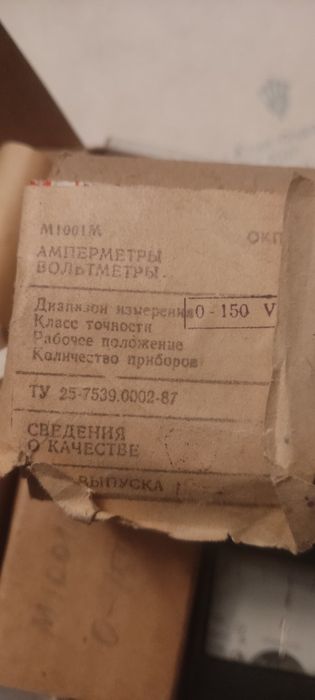 М1001М
ОКП
АМПЕРМЕТРЫ
ВОЛЬТМЕТРЫ.
Диапазон измерения 0 - 150 V
Класс точности
Рабочее положение
Количество приборов
ТУ 25-7539.0002-87
СВЕДЕНИЯ
О КАЧЕСТВЕ
ВЫПУСКА